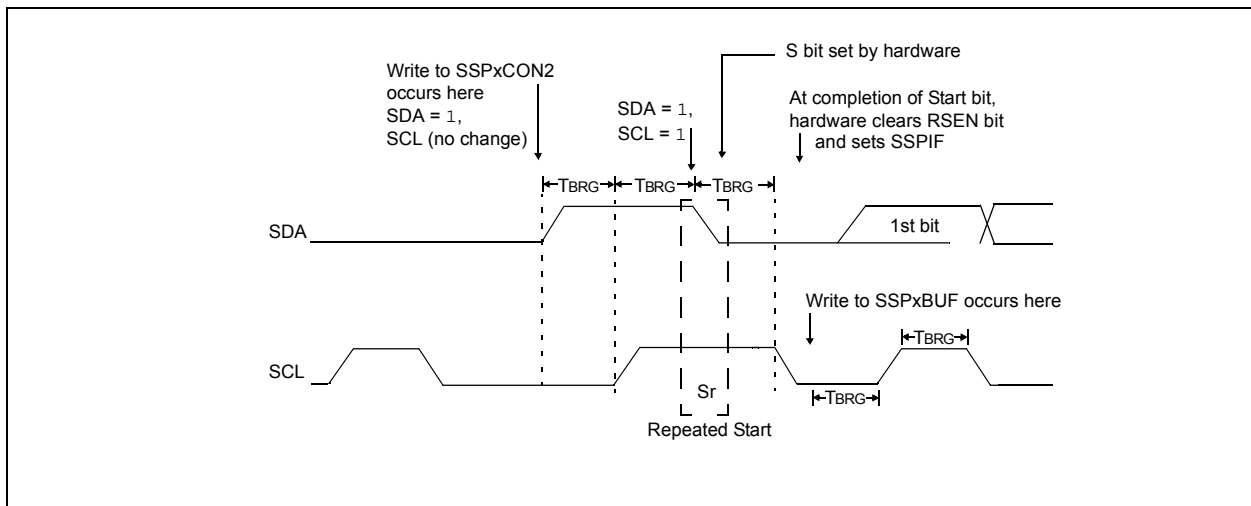 S bit set by hardware
Write to SSPxCON2
occurs here
SDA = 1,
SCL (no change)
SDA = 1,
SCL = 1
At completion of Start bit,
hardware clears RSEN bit
and sets SSPIF
TBRG TBRG TBRG
SDA
1st bit
Write to SSPxBUF occurs here
TBRG
SCL
Sr
TBRG
Repeated Start